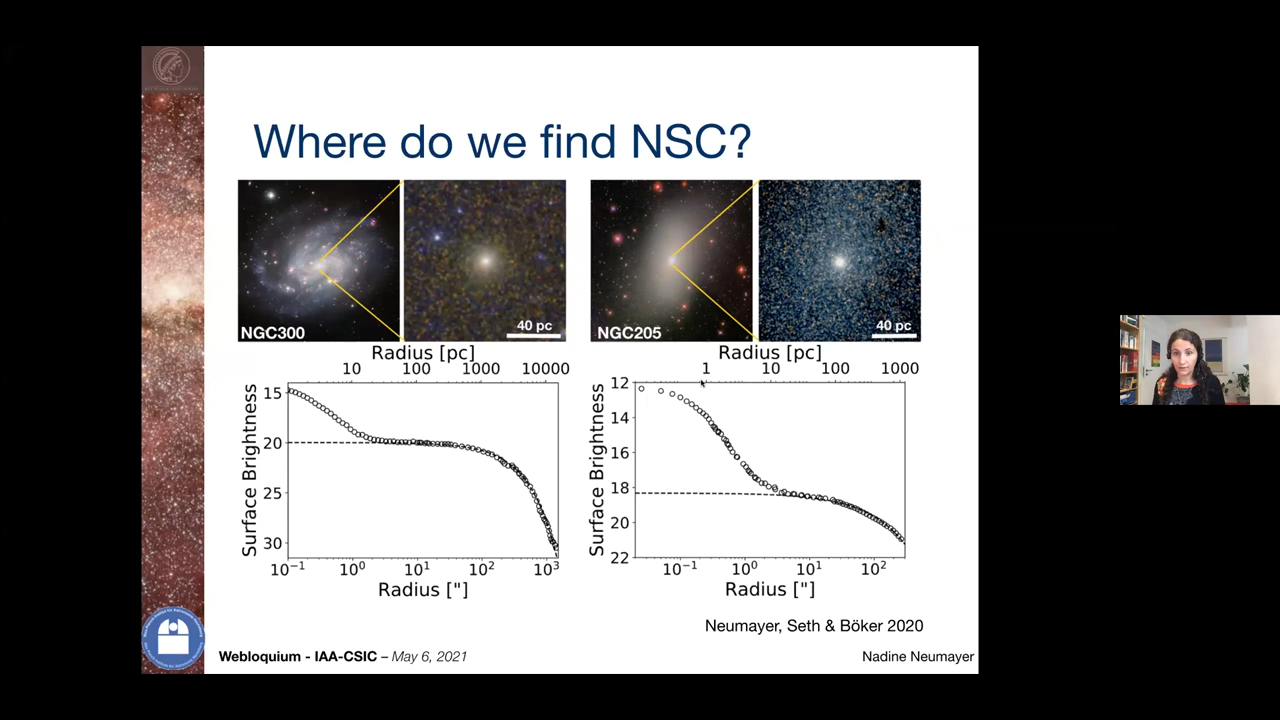 Where do we find NSC?
NGC300
40 pc
NGC205
40 pc
Radius [pc]
10 100 1000 10000
Surface Brightness
15
20
25
30
10⁻¹ 10⁰ 10¹ 10² 10³
Radius ["]
Radius [pc]
1 10 100 1000
Surface Brightness
12
14
16
18
20
22
10⁻¹ 10⁰ 10¹ 10²
Radius ["]
Neumayer, Seth & Böker 2020
Webloquium - IAA-CSIC – May 6, 2021
Nadine Neumayer